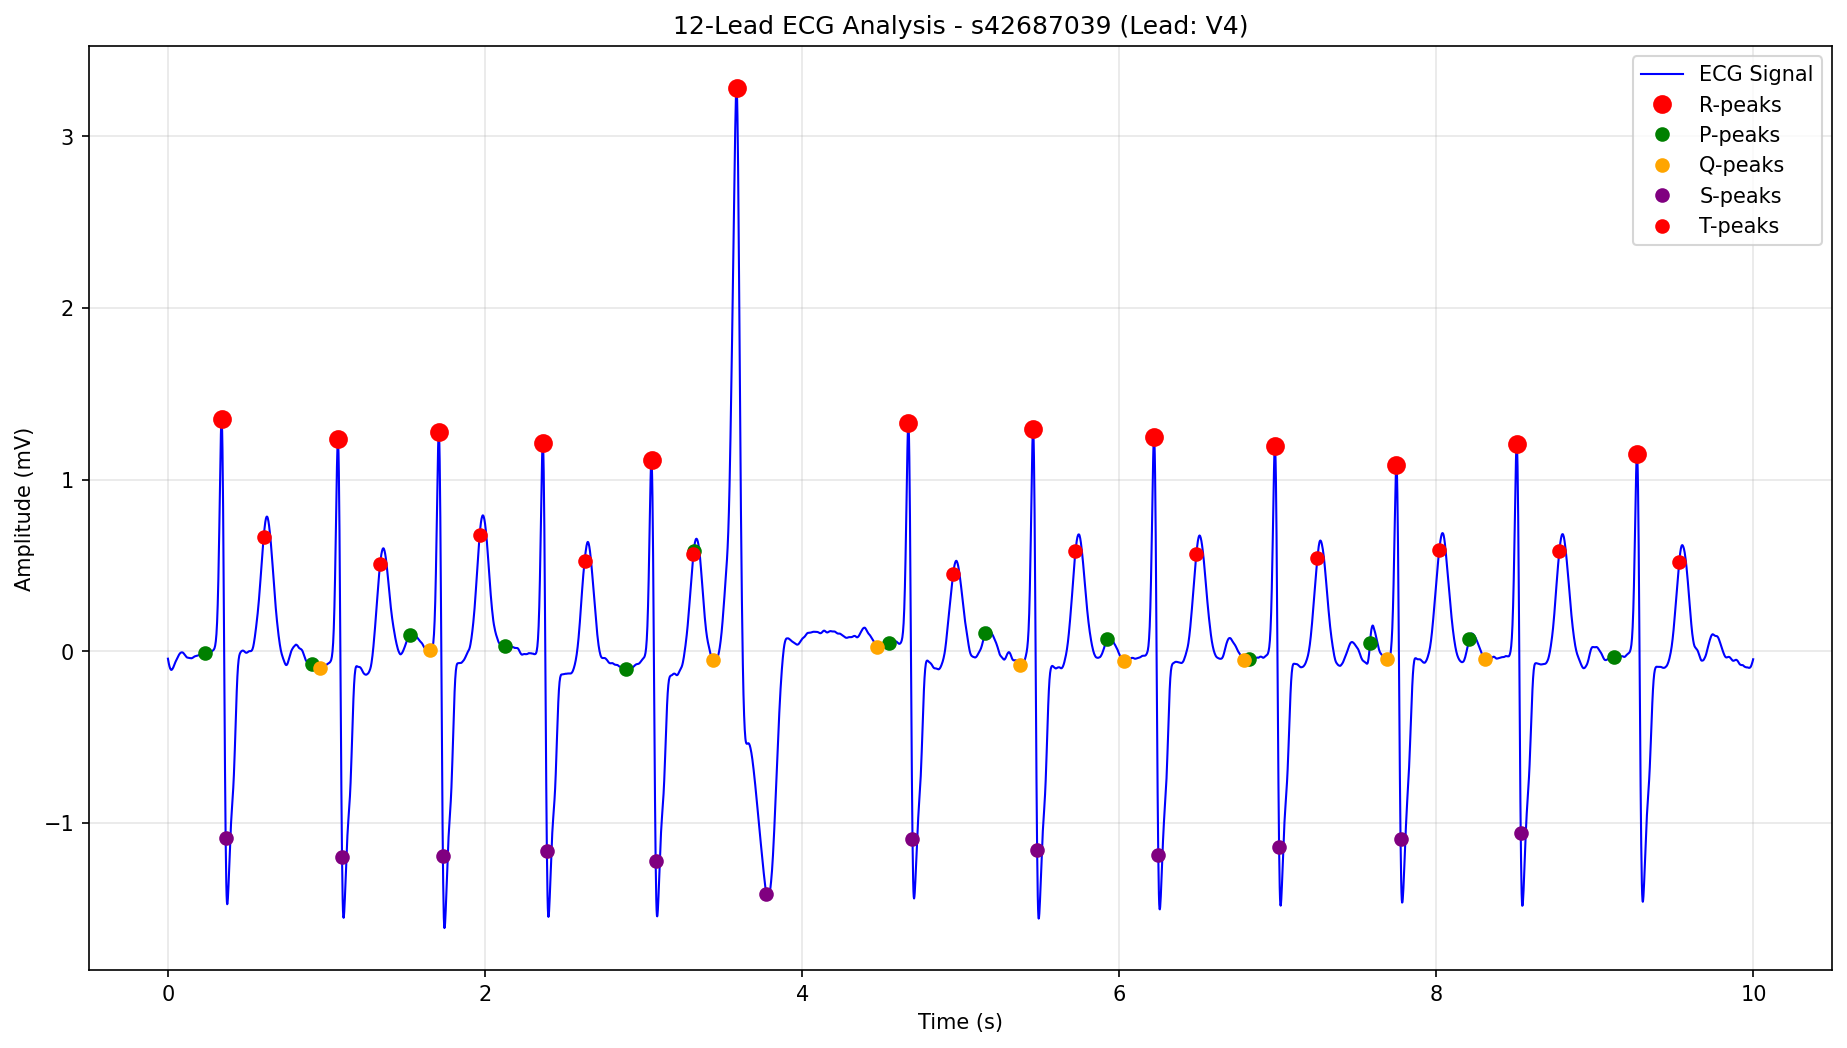 12-Lead ECG Analysis - s42687039 (Lead: V4)
ECG Signal
R-peaks
P-peaks
Q-peaks
S-peaks
T-peaks
Amplitude (mV)
3
2
1
0
−1
0 2 4 6 8 10
Time (s)